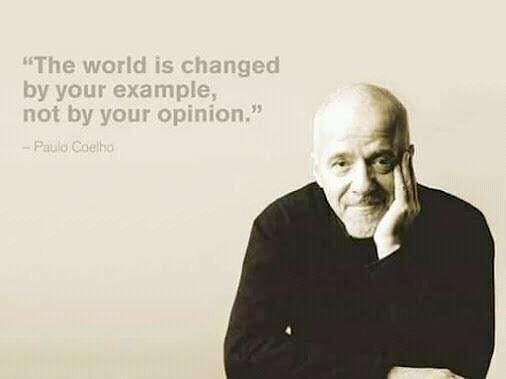 “The world is changed
by your example,
not by your opinion.”
– Paulo Coelho